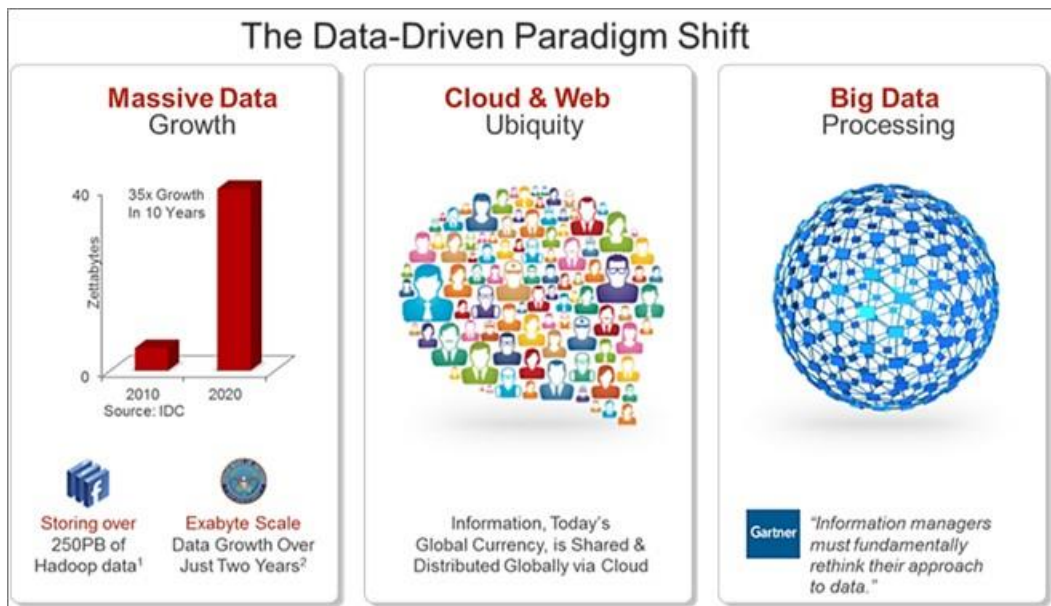 The Data-Driven Paradigm Shift
Massive Data
Growth
40
35x Growth
In 10 Years
Zettabytes
0
2010
2020
Source: IDC
Storing over
250PB of
Hadoop data¹
Exabyte Scale
Data Growth Over
Just Two Years²
Cloud & Web
Ubiquity
Information, Today's
Global Currency, is Shared &
Distributed Globally via Cloud
Big Data
Processing
Gartner
"Information managers
must fundamentally
rethink their approach
to data."